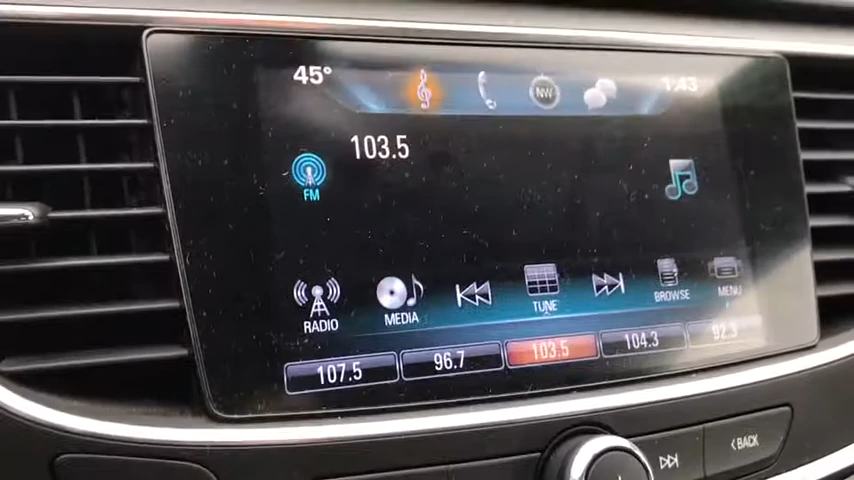 45° NW 1:43
103.5
FM
RADIO MEDIA TUNE BROWSE MENU
107.5 96.7 103.5 104.3 92.3
BACK